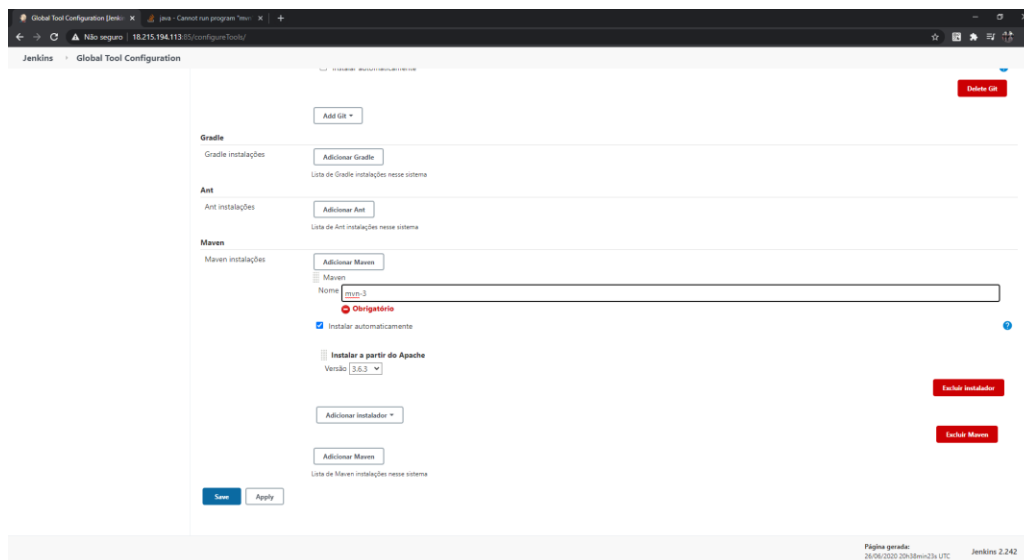 Global Tool Configuration [Jenki
java - Cannot run program "mvn
Não seguro | 18.215.194.113:85/configureTools/
Jenkins
Global Tool Configuration
Instalar automaticamente
Delete Git
Add Git
Gradle
Gradle instalações
Adicionar Gradle
Lista de Gradle instalações nesse sistema
Ant
Ant instalações
Adicionar Ant
Lista de Ant instalações nesse sistema
Maven
Maven instalações
Adicionar Maven
Maven
Nome
mvn-3
Obrigatório
Instalar automaticamente
Instalar a partir do Apache
Versão 3.6.3
Excluir instalador
Adicionar instalador
Excluir Maven
Adicionar Maven
Lista de Maven instalações nesse sistema
Save Apply
Página gerada:
26/06/2020 20h38min23s UTC
Jenkins 2.242